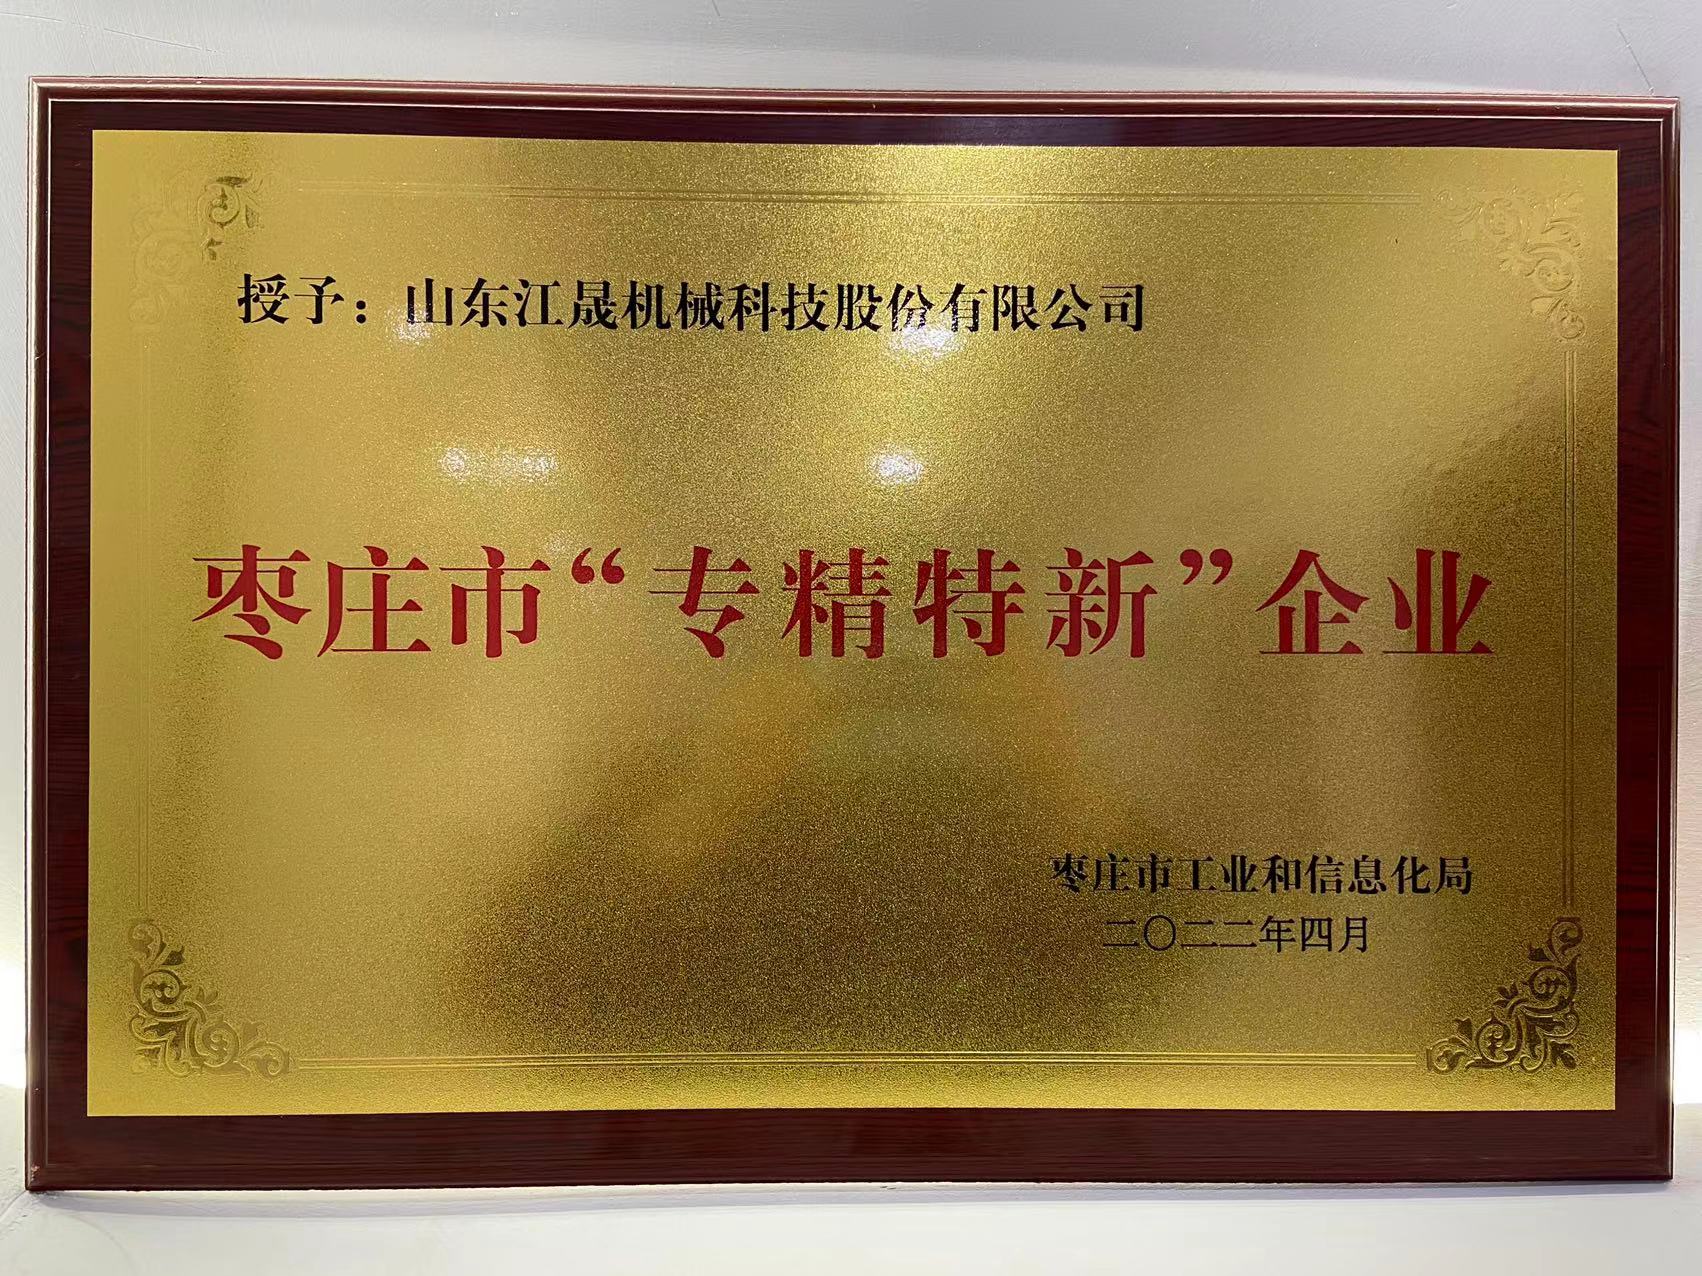 授予：山东江晟机械科技股份有限公司
枣庄市“专精特新”企业
枣庄市工业和信息化局
二〇二二年四月